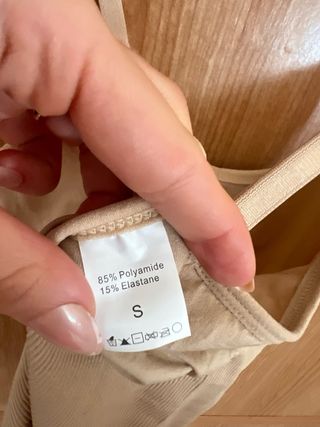 85% Polyamide
15% Elastane
S